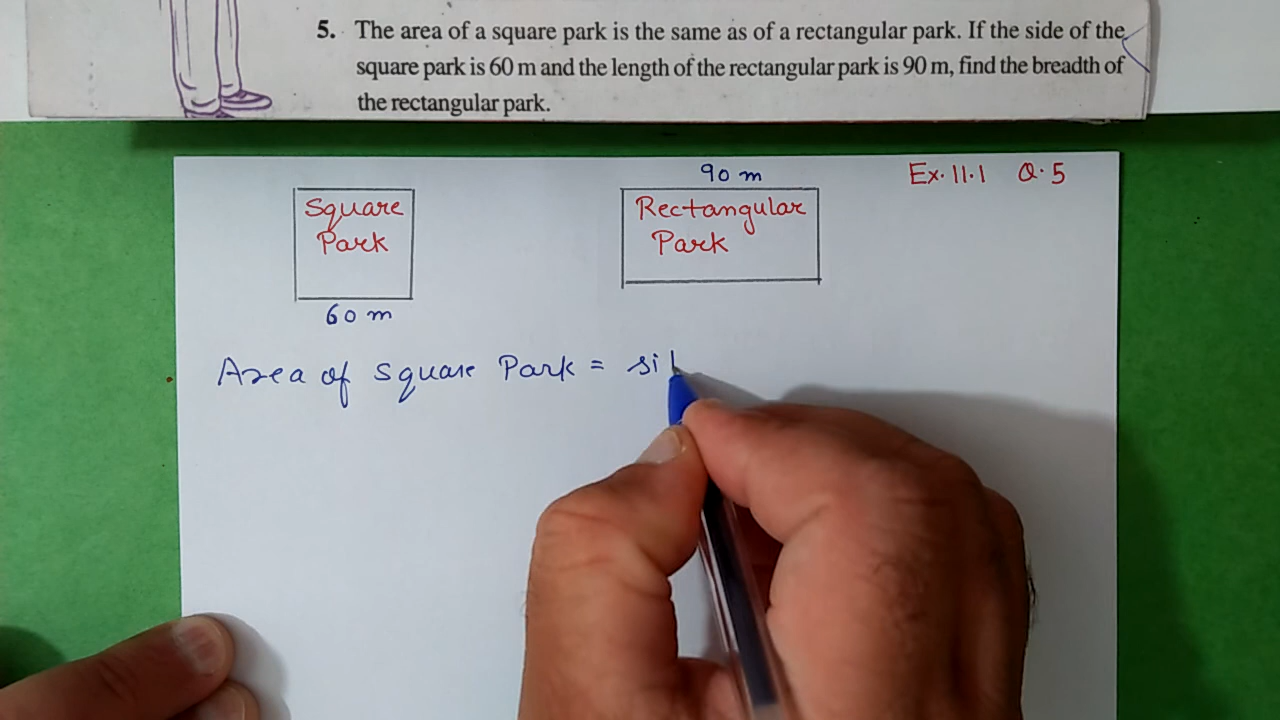 5. The area of a square park is the same as of a rectangular park. If the side of the
square park is 60 m and the length of the rectangular park is 90 m, find the breadth of
the rectangular park.
90 m
Ex. 11.1 Q. 5
Square
Park
Rectangular
Park
60 m
Area of square Park = si